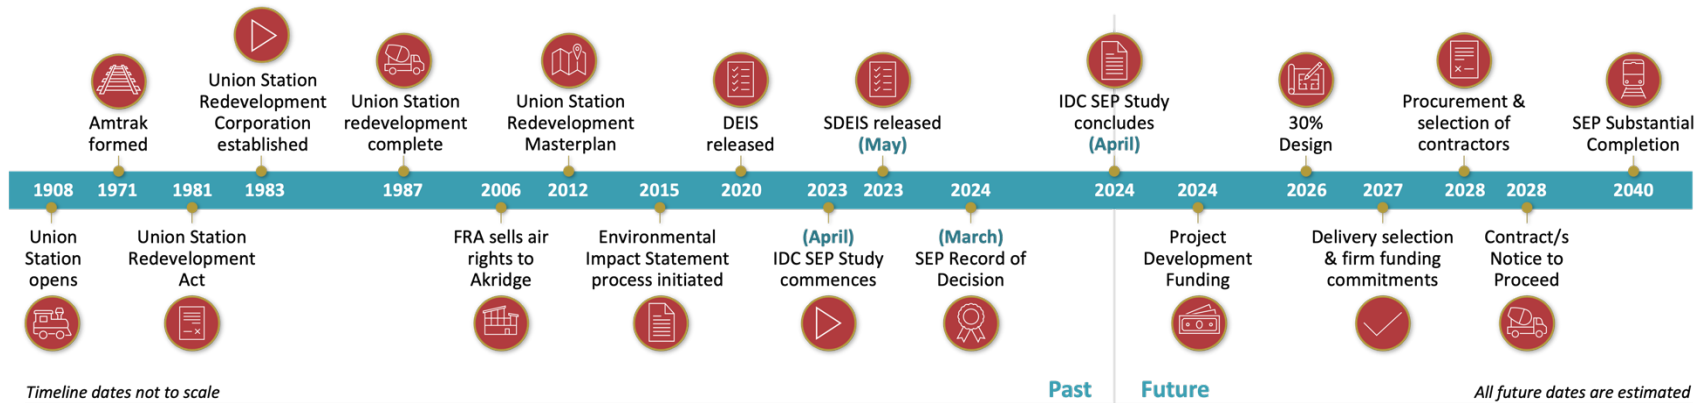 Amtrak
formed
Union Station
Redevelopment
Corporation
established
Union Station
redevelopment
complete
Union Station
Redevelopment
Masterplan
DEIS
released
SDEIS released
(May)
IDC SEP Study
concludes
(April)
30%
Design
Procurement &
selection of
contractors
SEP Substantial
Completion
1908 1971 1981 1983 1987 2006 2012 2015 2020 2023 2023 2024 2024 2024 2026 2027 2028 2028 2040
Union
Station
opens
Union Station
Redevelopment
Act
FRA sells air
rights to
Akridge
Environmental
Impact Statement
process initiated
(April)
IDC SEP Study
commences
(March)
SEP Record of
Decision
Project
Development
Funding
Delivery selection
& firm funding
commitments
Contract/s
Notice to
Proceed
Timeline dates not to scale
Past
Future
All future dates are estimated